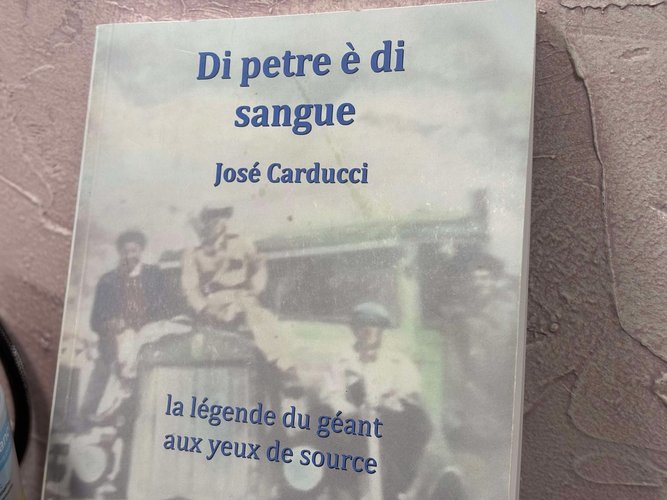 Di petre è di
sangue
José Carducci
la légende du géant
aux yeux de source